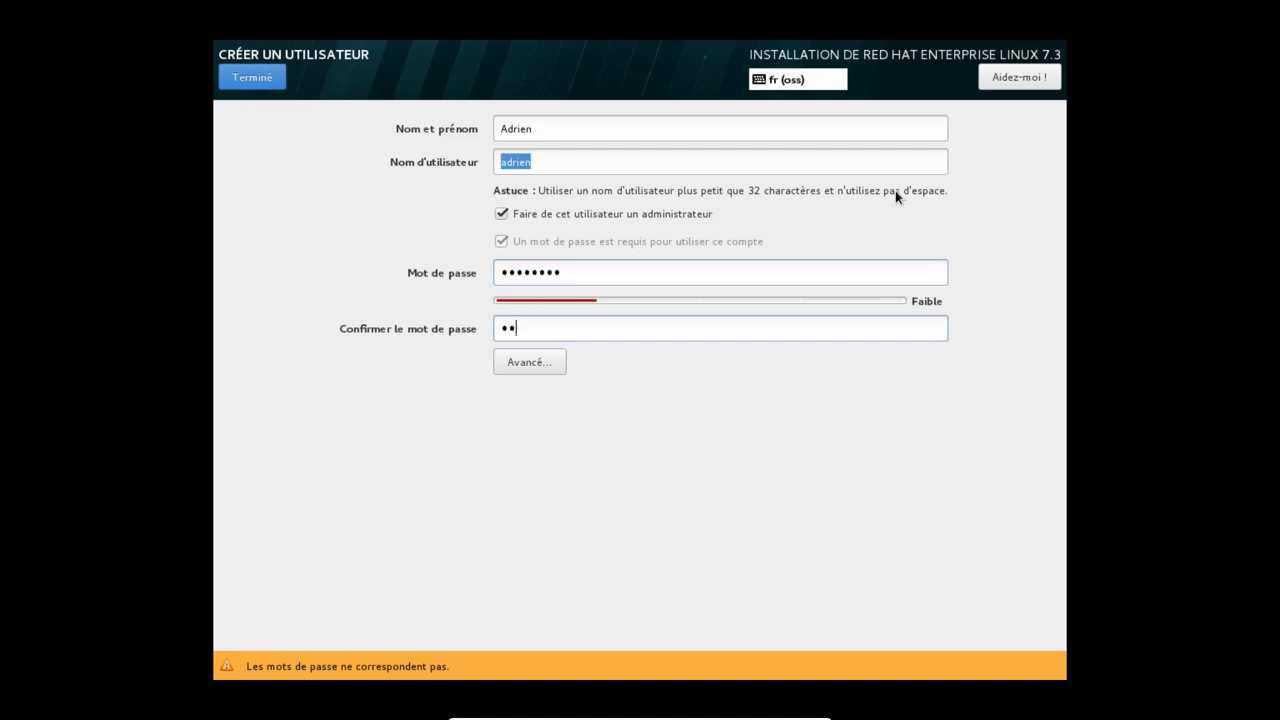 CRÉER UN UTILISATEUR
INSTALLATION DE RED HAT ENTERPRISE LINUX 7.3
Terminé
fr (oss)
Aidez-moi !
Nom et prénom
Adrien
Nom d'utilisateur
adrien
Astuce : Utiliser un nom d'utilisateur plus petit que 32 charactères et n'utilisez pas d'espace.
Faire de cet utilisateur un administrateur
Un mot de passe est requis pour utiliser ce compte
Mot de passe
••••••••
Faible
Confirmer le mot de passe
••
Avancé...
Les mots de passe ne correspondent pas.